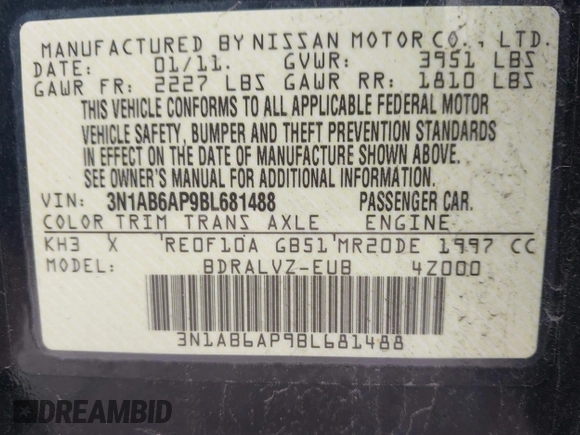 MANUFACTURED BY NISSAN MOTOR CO., LTD.
DATE: 01/11. GVWR: 3951 LBS
GAWR FR: 2227 LBS GAWR RR: 1810 LBS
THIS VEHICLE CONFORMS TO ALL APPLICABLE FEDERAL MOTOR
VEHICLE SAFETY, BUMPER AND THEFT PREVENTION STANDARDS
IN EFFECT ON THE DATE OF MANUFACTURE SHOWN ABOVE.
SEE OWNER'S MANUAL FOR ADDITIONAL INFORMATION.
VIN: 3N1AB6AP9BL681488 PASSENGER CAR.
COLOR TRIM TRANS AXLE ENGINE
KH3 X RE0F10A GB51 MR20DE 1997 CC
MODEL: BDRALVZ-EUB 4Z000
3N1AB6AP9BL681488
DREAMBID